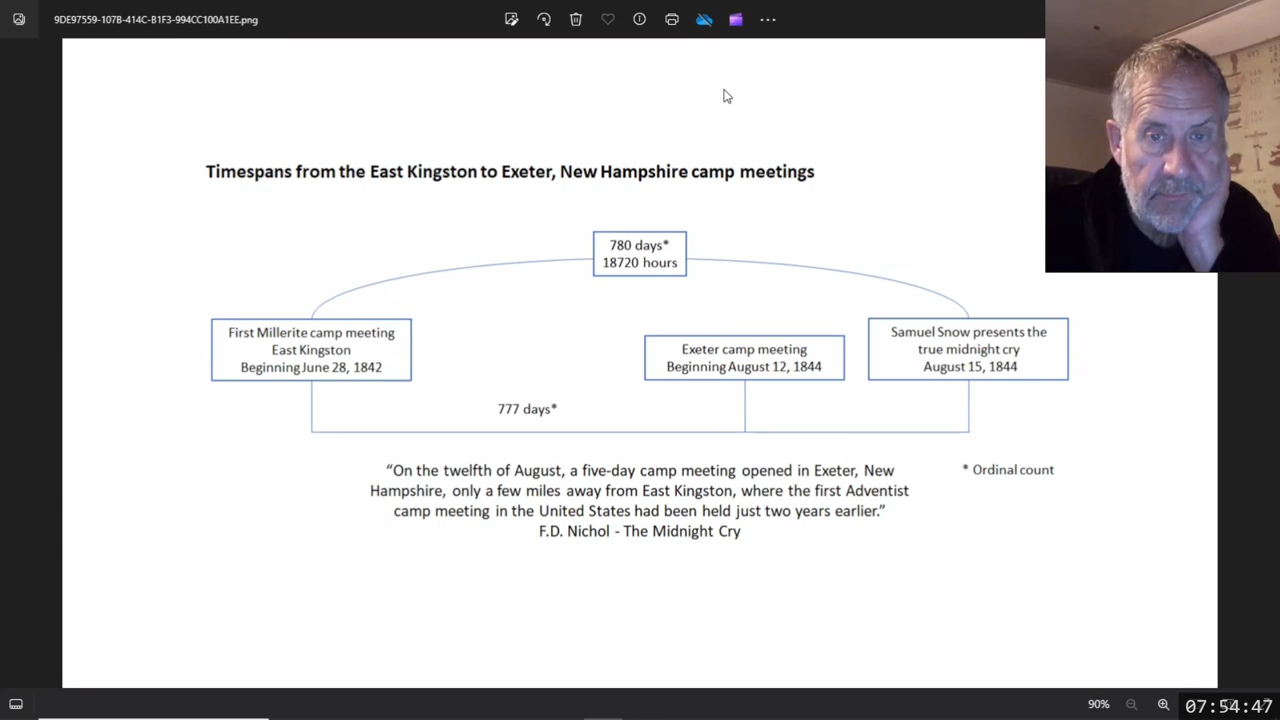 9DE97559-107B-414C-B1F3-994CC100A1EE.png
Timespans from the East Kingston to Exeter, New Hampshire camp meetings
780 days*
18720 hours
First Millerite camp meeting
East Kingston
Beginning June 28, 1842
Exeter camp meeting
Beginning August 12, 1844
Samuel Snow presents the
true midnight cry
August 15, 1844
777 days*
“On the twelfth of August, a five-day camp meeting opened in Exeter, New
Hampshire, only a few miles away from East Kingston, where the first Adventist
camp meeting in the United States had been held just two years earlier.”
F.D. Nichol - The Midnight Cry
* Ordinal count
90%
07:54:47